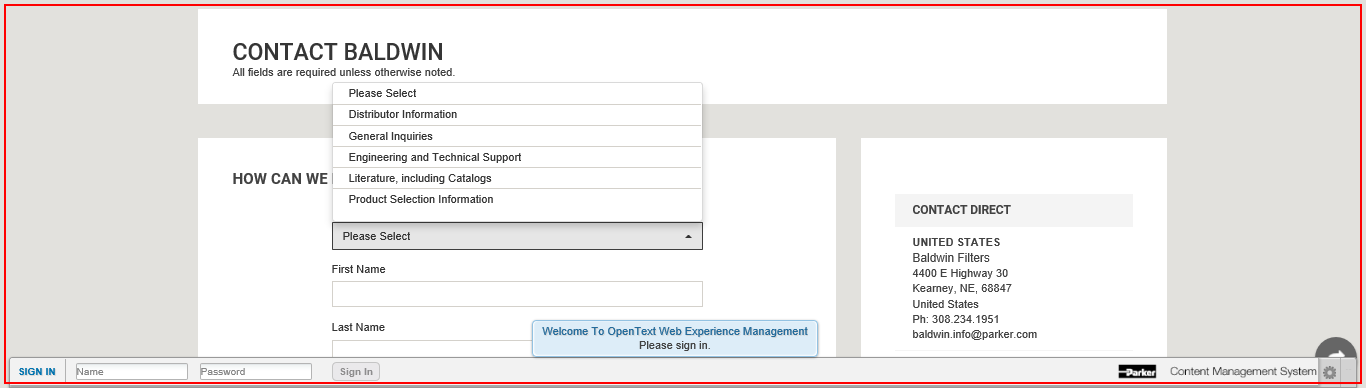 CONTACT BALDWIN
All fields are required unless otherwise noted.
Please Select
Distributor Information
General Inquiries
Engineering and Technical Support
Literature, including Catalogs
Product Selection Information
HOW CAN WE
Please Select
First Name
Last Name
CONTACT DIRECT
UNITED STATES
Baldwin Filters
4400 E Highway 30
Kearney, NE, 68847
United States
Ph: 308.234.1951
baldwin.info@parker.com
Welcome To OpenText Web Experience Management
Please sign in.
SIGN IN Name Password Sign In Parker Content Management System